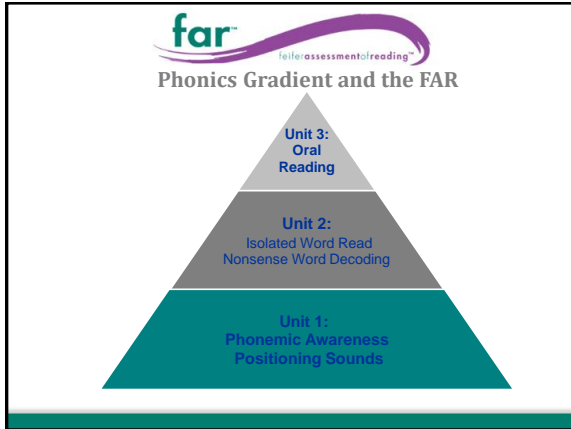 far™
feiferassessmentofreading™
Phonics Gradient and the FAR
Unit 3:
Oral
Reading
Unit 2:
Isolated Word Read
Nonsense Word Decoding
Unit 1:
Phonemic Awareness
Positioning Sounds